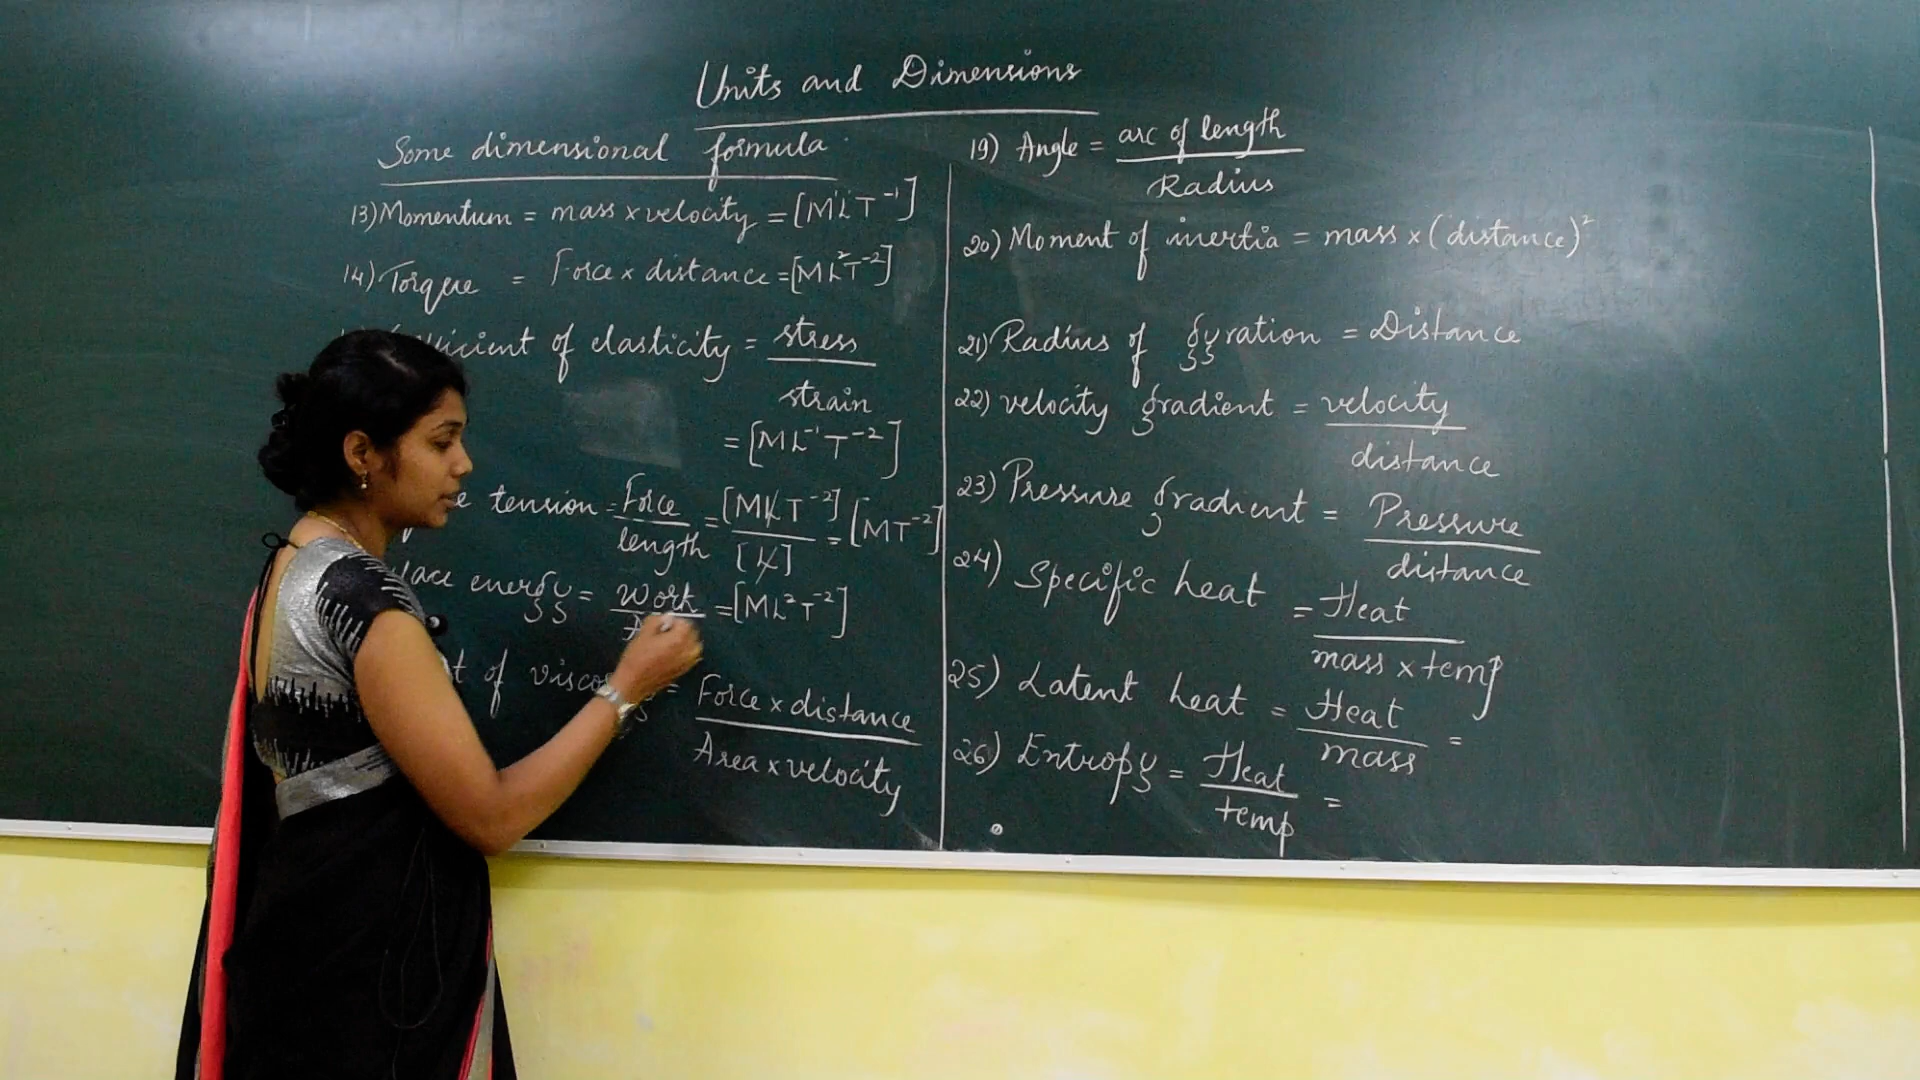 Units and Dimensions
Some dimensional formula
13) Momentum = mass x velocity = [M¹L¹T⁻¹]
14) Torque = Force x distance = [ML²T⁻²]
of elasticity = stress
strain
= [ML⁻¹T⁻²]
tension = Force = [MLT⁻²] = [MT⁻²]
length [L]
energy = Work = [ML²T⁻²]
of = Force x distance
Area x velocity
19) Angle = arc of length
Radius
20) Moment of inertia = mass x (distance)²
21) Radius of gyration = Distance
22) velocity gradient = velocity
distance
23) Pressure gradient = Pressure
distance
24) Specific heat = Heat
mass x temp
25) Latent heat = Heat =
mass
26) Entropy = Heat =
temp